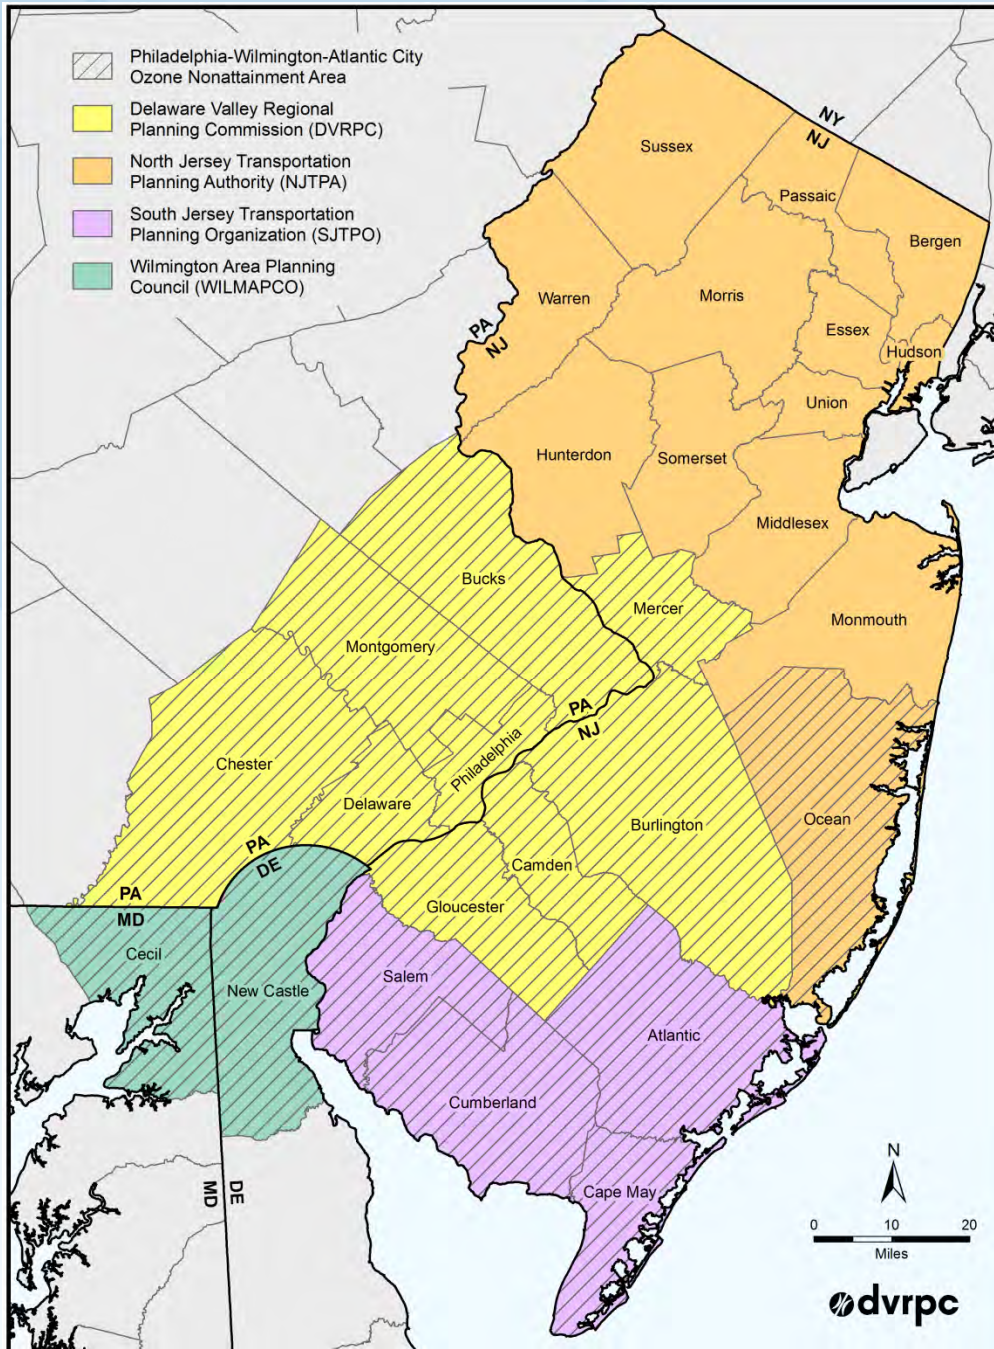 Philadelphia-Wilmington-Atlantic City
Ozone Nonattainment Area
Delaware Valley Regional
Planning Commission (DVRPC)
North Jersey Transportation
Planning Authority (NJTPA)
South Jersey Transportation
Planning Organization (SJTPO)
Wilmington Area Planning
Council (WILMAPCO)
NY
NJ
Sussex
Passaic
Bergen
Warren
Morris
PA
NJ
Essex
Hudson
Union
Hunterdon
Somerset
Middlesex
Bucks
Mercer
Monmouth
Montgomery
PA
NJ
Philadelphia
Chester
Delaware
Ocean
Burlington
PA
DE
Camden
PA
MD
Gloucester
Cecil
Salem
New Castle
Atlantic
Cumberland
MD
DE
Cape May
N
0 10 20
Miles
dvrpc